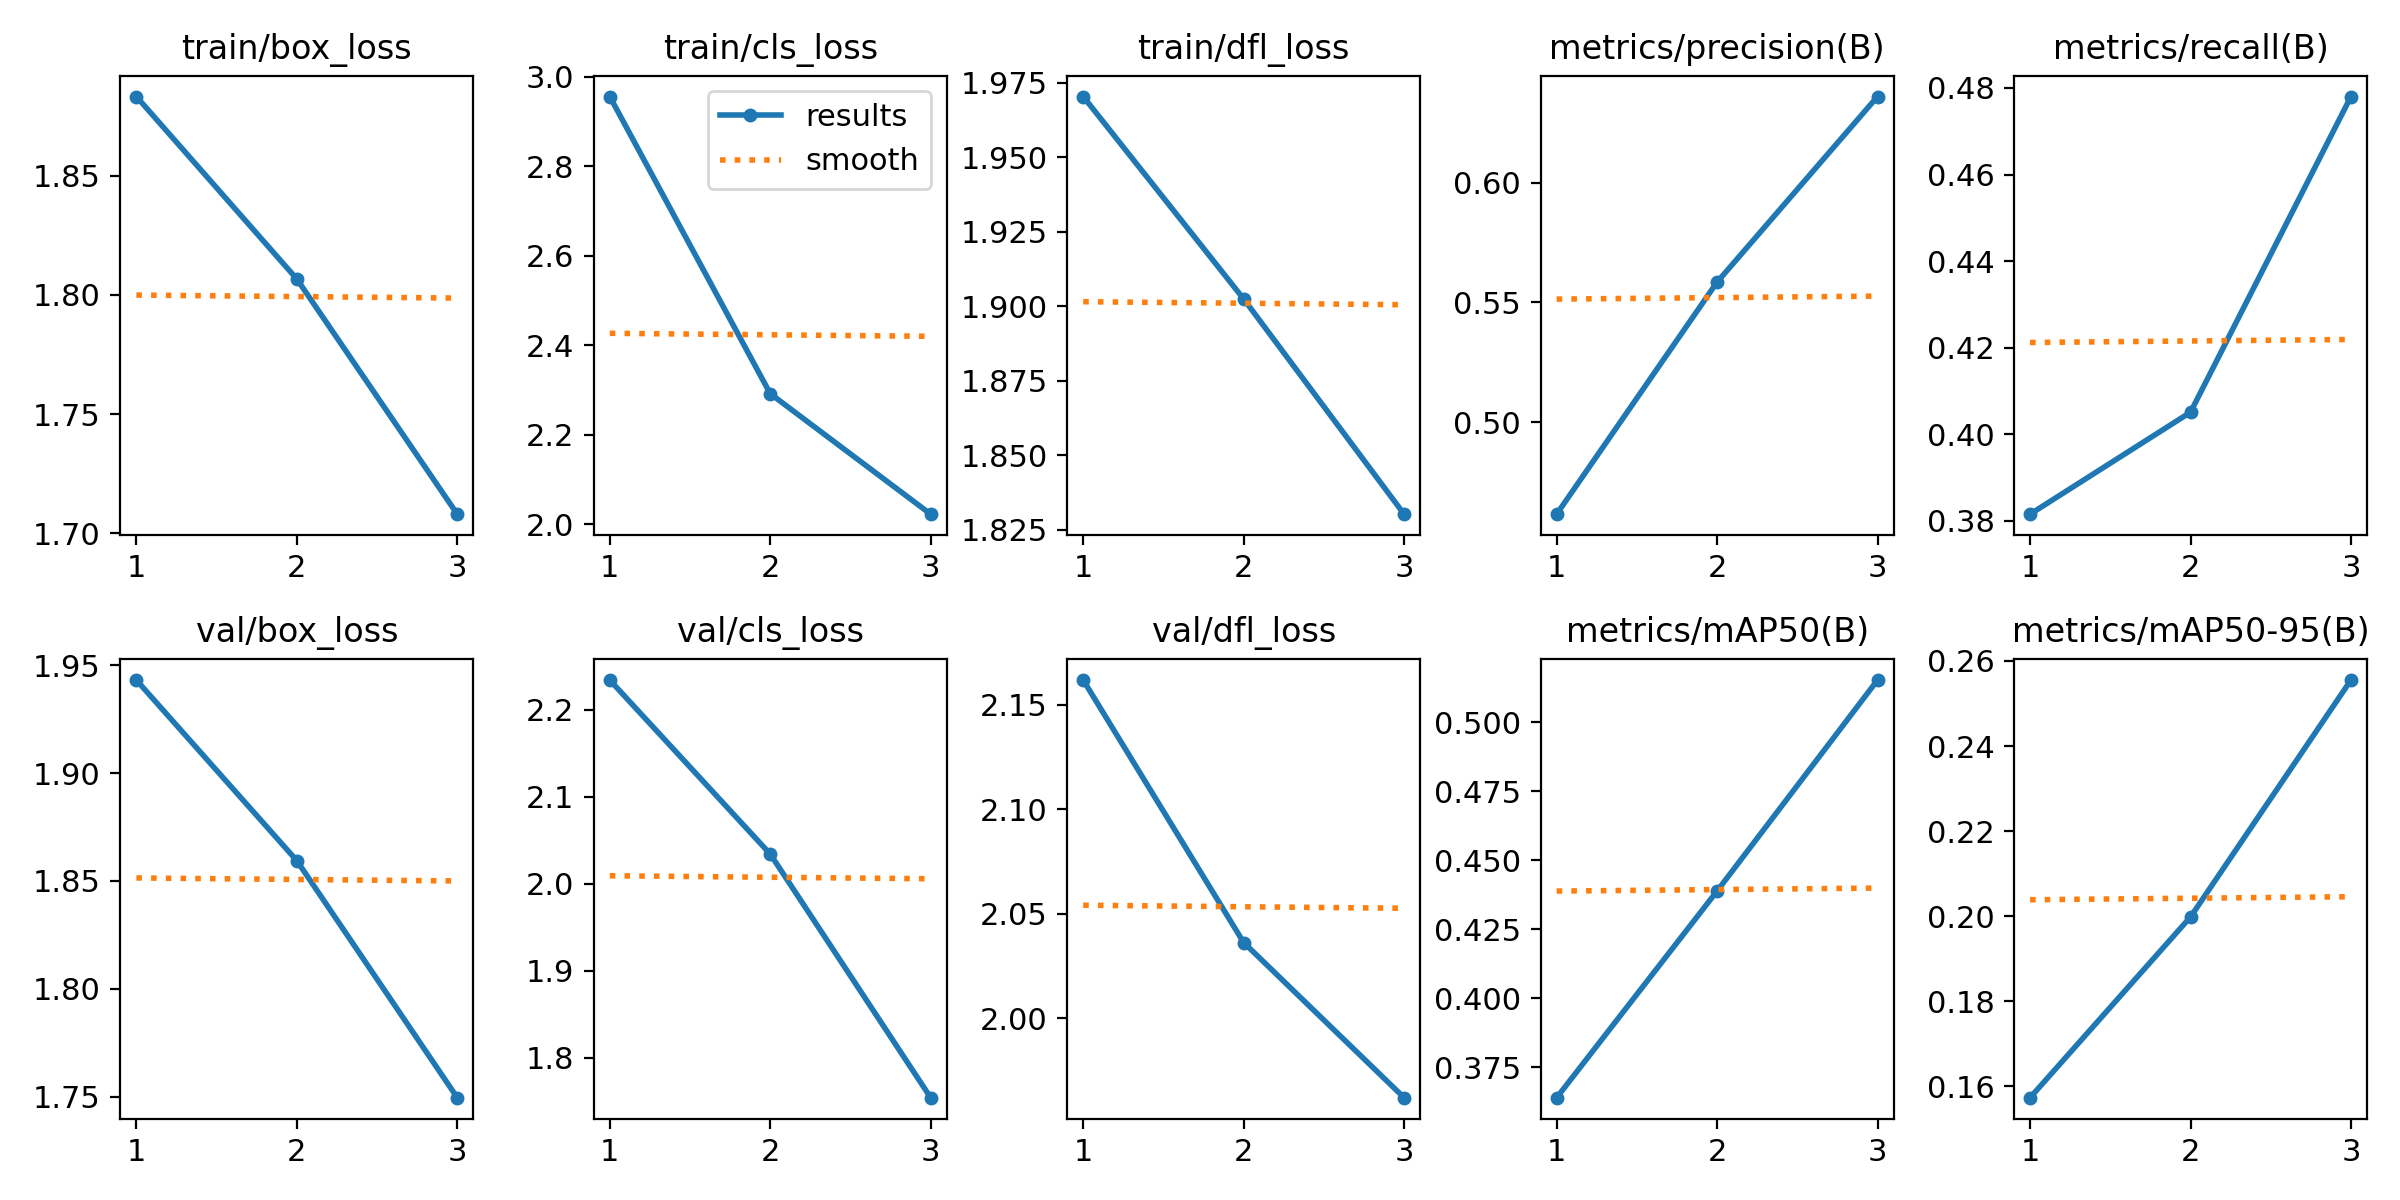 train/box_loss
1.85
1.80
1.75
1.70
1 2 3
train/cls_loss
3.0
2.8
2.6
2.4
2.2
2.0
results
smooth
1 2 3
train/dfl_loss
1.975
1.950
1.925
1.900
1.875
1.850
1.825
1 2 3
metrics/precision(B)
0.60
0.55
0.50
1 2 3
metrics/recall(B)
0.48
0.46
0.44
0.42
0.40
0.38
1 2 3
val/box_loss
1.95
1.90
1.85
1.80
1.75
1 2 3
val/cls_loss
2.2
2.1
2.0
1.9
1.8
1 2 3
val/dfl_loss
2.15
2.10
2.05
2.00
1 2 3
metrics/mAP50(B)
0.500
0.475
0.450
0.425
0.400
0.375
1 2 3
metrics/mAP50-95(B)
0.26
0.24
0.22
0.20
0.18
0.16
1 2 3